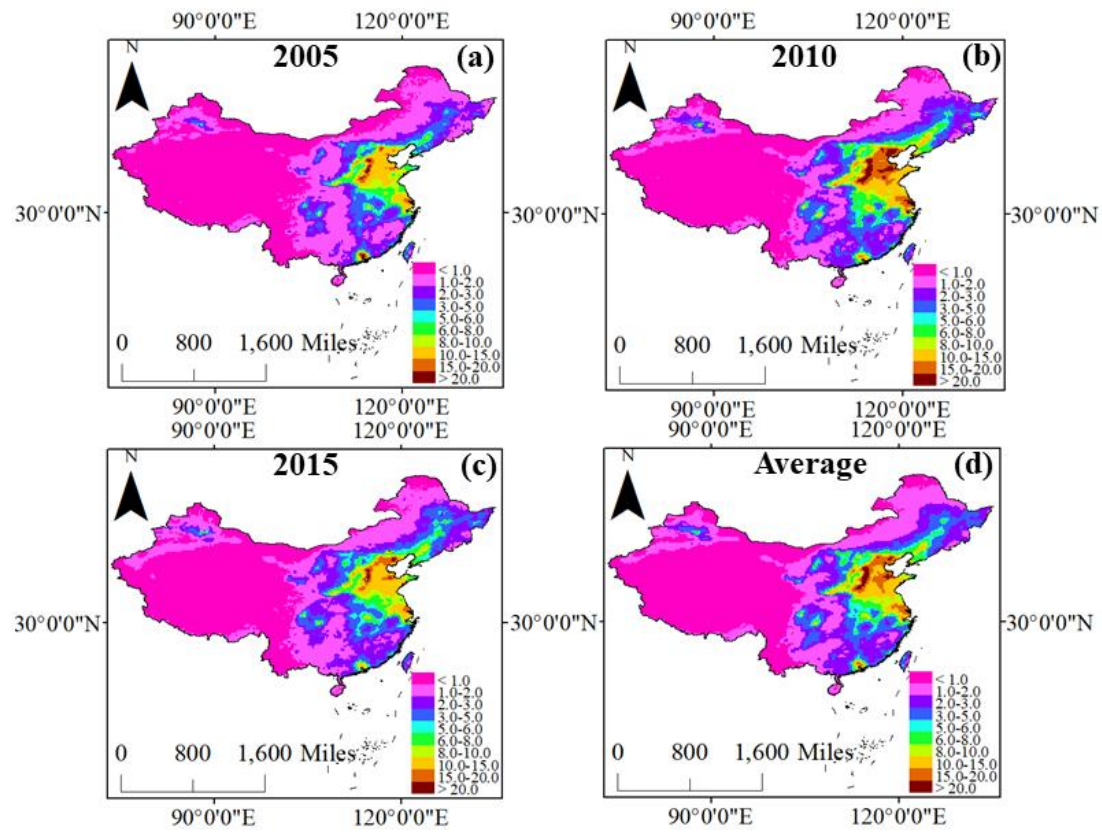 90°0'0"E 120°0'0"E 90°0'0"E 120°0'0"E
N 2005 (a) N 2010 (b)
30°0'0"N 30°0'0"N 30°0'0"N
< 1.0 < 1.0
1.0-2.0 1.0-2.0
2.0-3.0 2.0-3.0
3.0-5.0 3.0-5.0
5.0-6.0 5.0-6.0
6.0-8.0 6.0-8.0
8.0-10.0 8.0-10.0
10.0-15.0 10.0-15.0
15.0-20.0 15.0-20.0
> 20.0 > 20.0
0 800 1,600 Miles 0 800 1,600 Miles
90°0'0"E 120°0'0"E 90°0'0"E 120°0'0"E
90°0'0"E 120°0'0"E 90°0'0"E 120°0'0"E
N 2015 (c) N Average (d)
30°0'0"N 30°0'0"N 30°0'0"N
< 1.0 < 1.0
1.0-2.0 1.0-2.0
2.0-3.0 2.0-3.0
3.0-5.0 3.0-5.0
5.0-6.0 5.0-6.0
6.0-8.0 6.0-8.0
8.0-10.0 8.0-10.0
10.0-15.0 10.0-15.0
15.0-20.0 15.0-20.0
> 20.0 > 20.0
0 800 1,600 Miles 0 800 1,600 Miles
90°0'0"E 120°0'0"E 90°0'0"E 120°0'0"E